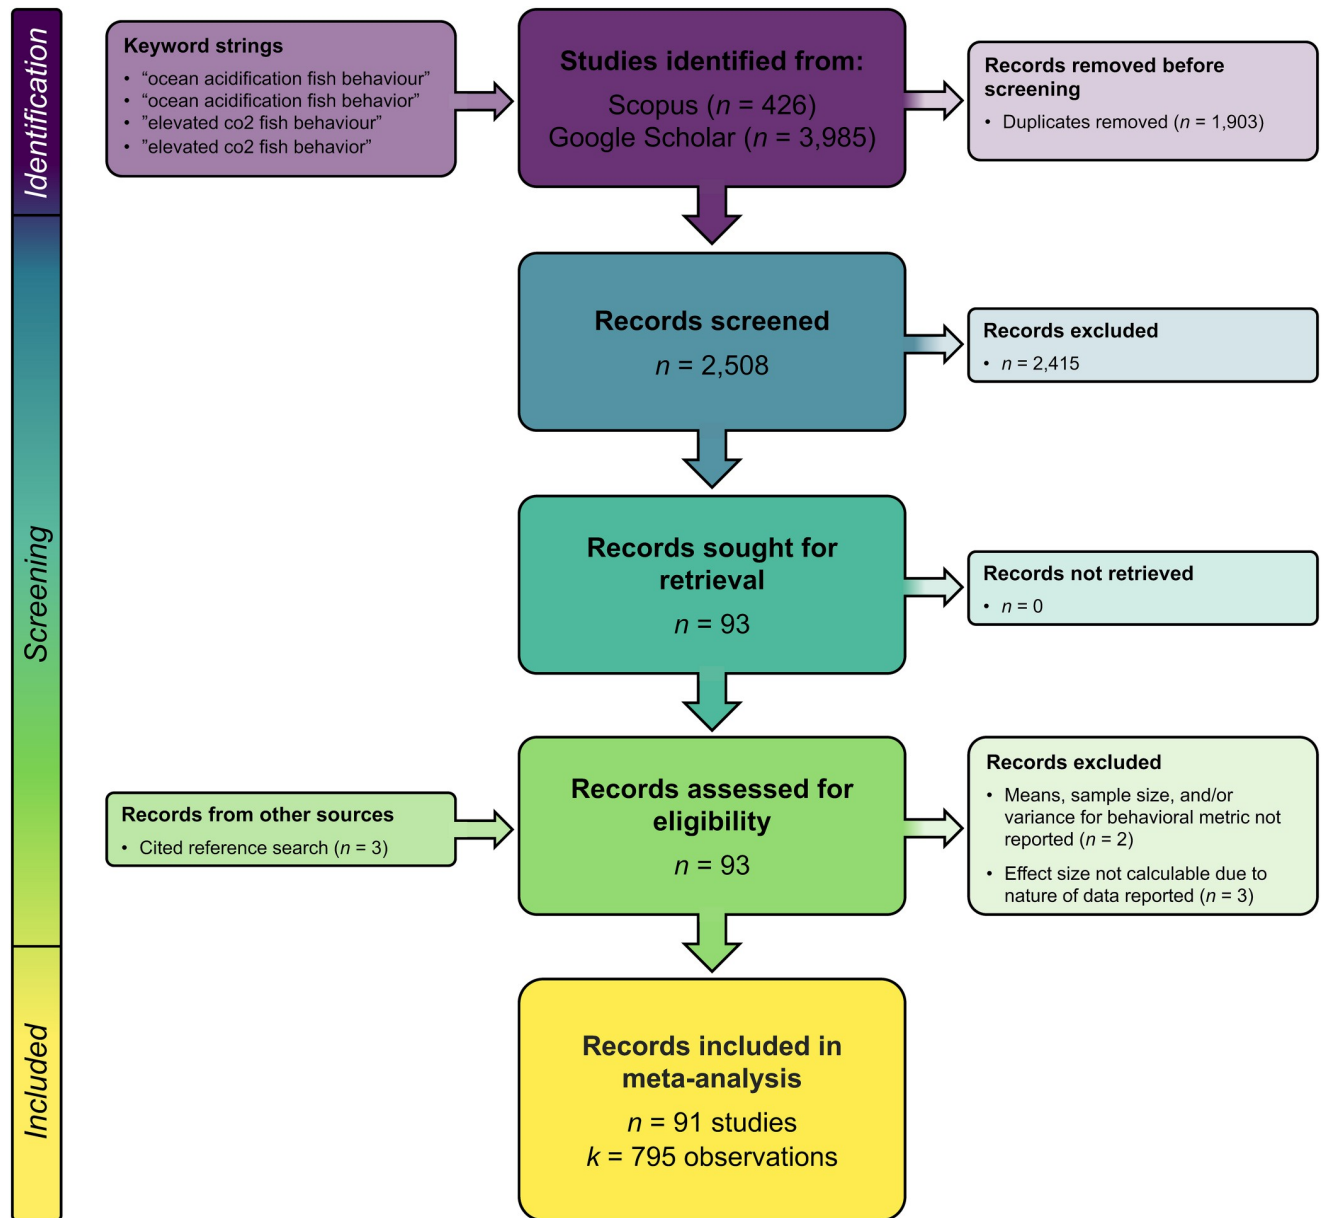 Identification
Keyword strings
• “ocean acidification fish behaviour”
• “ocean acidification fish behavior”
• ”elevated co2 fish behaviour”
• ”elevated co2 fish behavior”
Studies identified from:
Scopus (n = 426)
Google Scholar (n = 3,985)
Records removed before
screening
• Duplicates removed (n = 1,903)
Screening
Records screened
n = 2,508
Records excluded
• n = 2,415
Records sought for
retrieval
n = 93
Records not retrieved
• n = 0
Records from other sources
• Cited reference search (n = 3)
Records assessed for
eligibility
n = 93
Records excluded
• Means, sample size, and/or
variance for behavioral metric not
reported (n = 2)
• Effect size not calculable due to
nature of data reported (n = 3)
Included
Records included in
meta-analysis
n = 91 studies
k = 795 observations